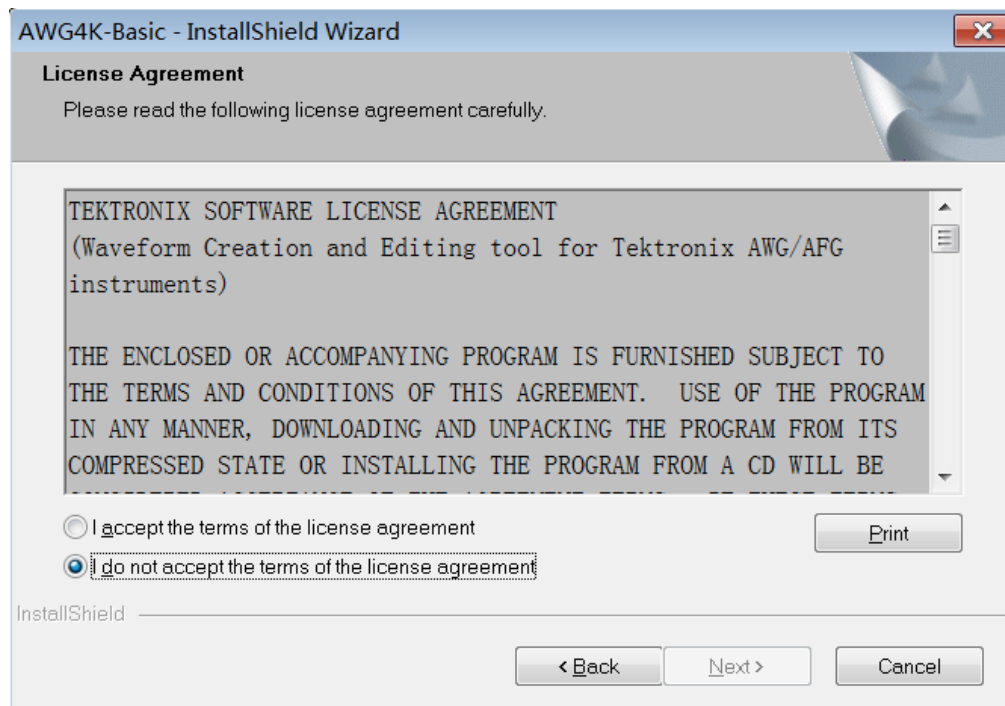 AWG4K-Basic - InstallShield Wizard
License Agreement
Please read the following license agreement carefully.
TEKTRONIX SOFTWARE LICENSE AGREEMENT
(Waveform Creation and Editing tool for Tektronix AWG/AFG
instruments)
THE ENCLOSED OR ACCOMPANYING PROGRAM IS FURNISHED SUBJECT TO
THE TERMS AND CONDITIONS OF THIS AGREEMENT.  USE OF THE PROGRAM
IN ANY MANNER, DOWNLOADING AND UNPACKING THE PROGRAM FROM ITS
COMPRESSED STATE OR INSTALLING THE PROGRAM FROM A CD WILL BE
I accept the terms of the license agreement
Print
I do not accept the terms of the license agreement
InstallShield
< Back
Next >
Cancel